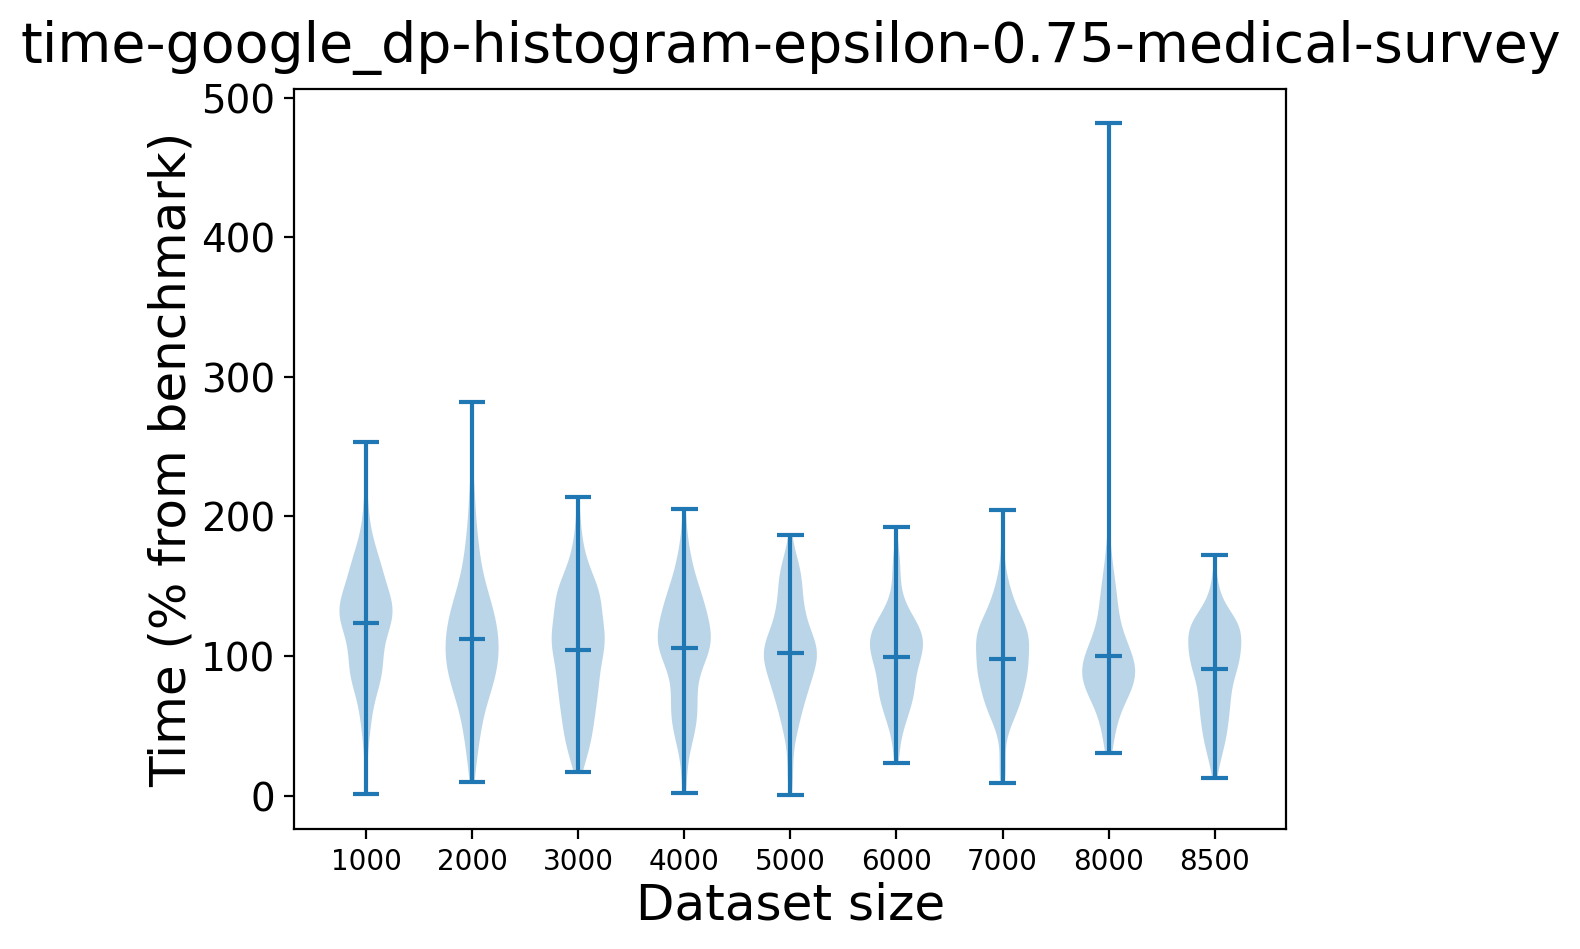 time-google_dp-histogram-epsilon-0.75-medical-survey
Time (% from benchmark)
500
400
300
200
100
0
1000 2000 3000 4000 5000 6000 7000 8000 8500
Dataset size